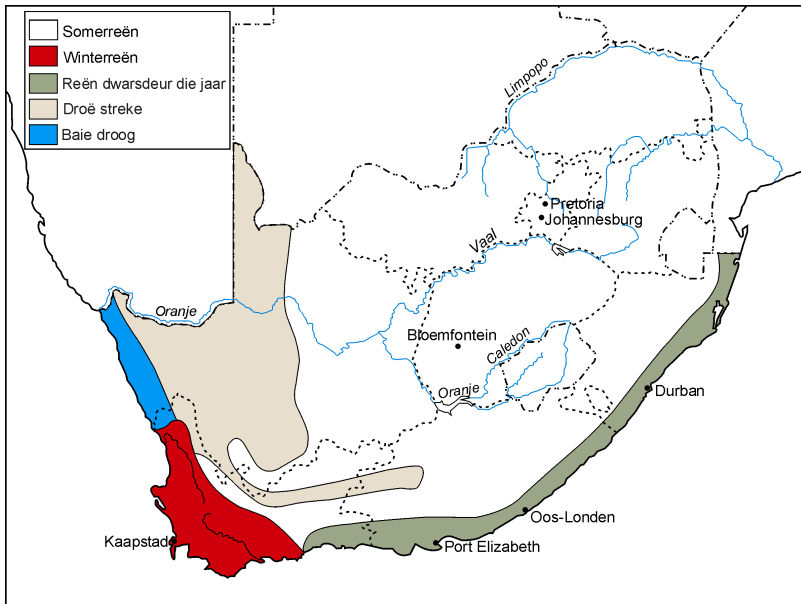 Somerreën
Winterreën
Reën dwarsdeur die jaar
Droë streke
Baie droog
Limpopo
Pretoria
Johannesburg
Vaal
Oranje
Bloemfontein
Caledon
Oranje
Durban
Oos-Londen
Kaapstad
Port Elizabeth